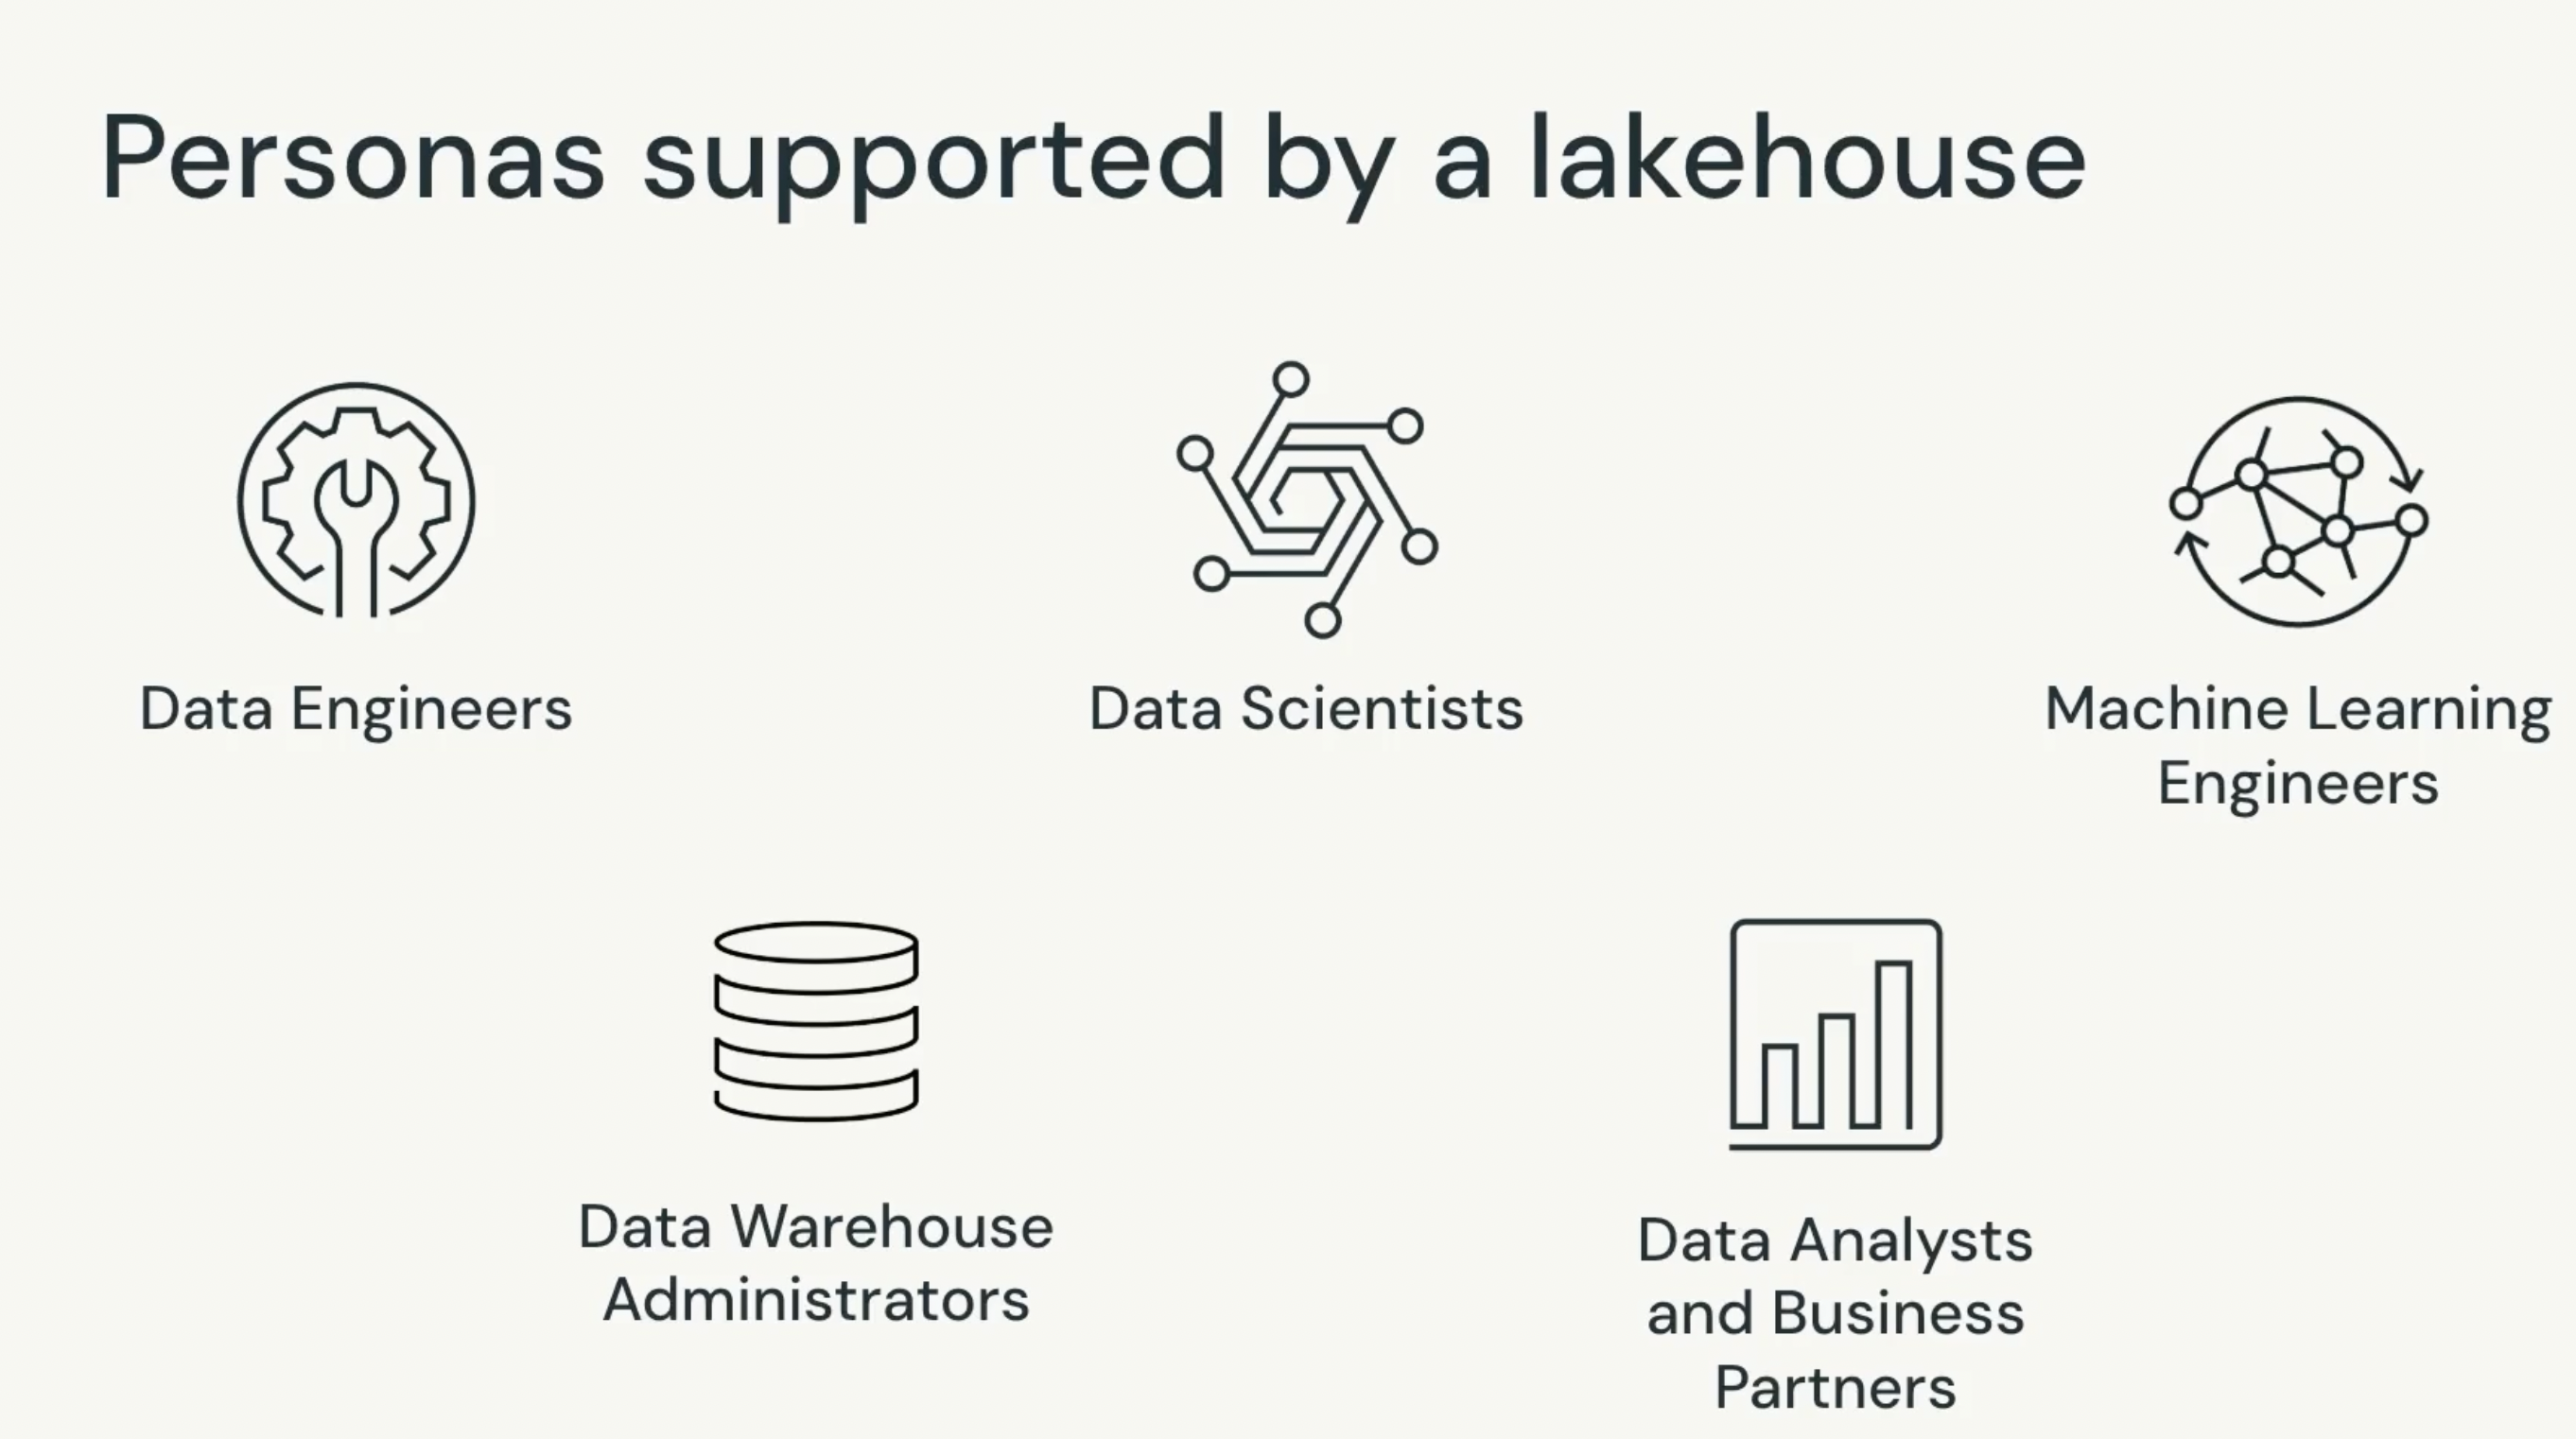 Personas supported by a lakehouse
Data Engineers
Data Scientists
Machine Learning
Engineers
Data Warehouse
Administrators
Data Analysts
and Business
Partners